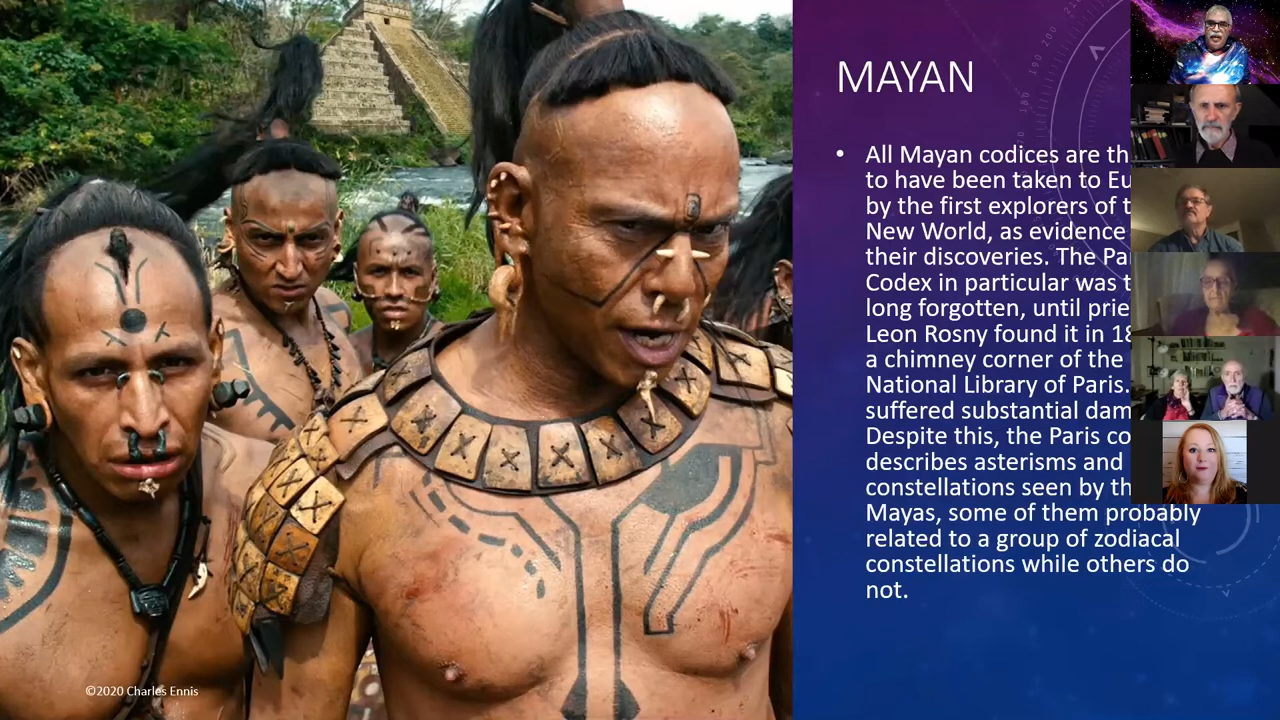 MAYAN
• All Mayan codices are th
to have been taken to Eu
by the first explorers of t
New World, as evidence
their discoveries. The Pa
Codex in particular was t
long forgotten, until prie
Leon Rosny found it in 18
a chimney corner of the
National Library of Paris.
suffered substantial dam
Despite this, the Paris co
describes asterisms and
constellations seen by th
Mayas, some of them probably
related to a group of zodiacal
constellations while others do
not.
©2020 Charles Ennis